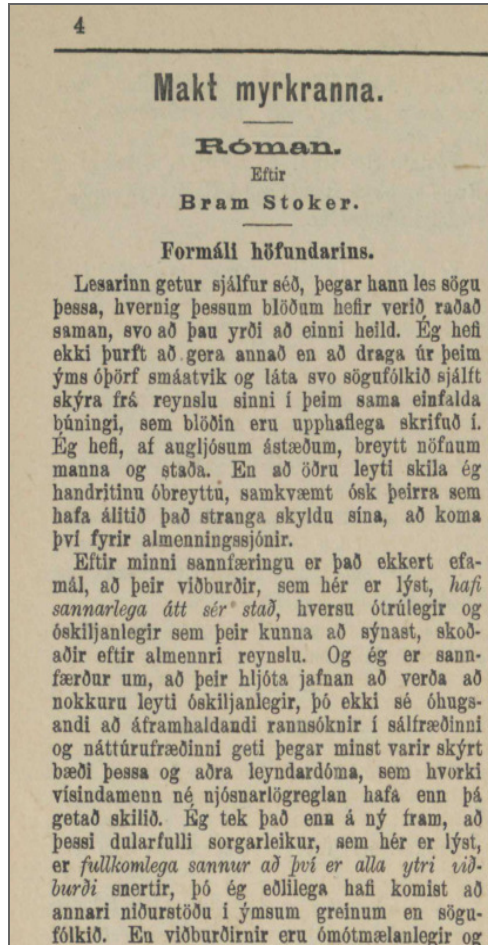 4
Makt myrkranna.
Róman.
Eftir
Bram Stoker.
Formáli höfundarins.
Lesarinn getur sjálfur séð, þegar hann les sögu
þessa, hvernig þessum blöðum hefir verið raðað
saman, svo að þau yrði að einni heild. Ég hefi
ekki þurft að gera annað en að draga úr þeim
ýms óþörf smáatvik og láta svo sögufólkið sjálft
skýra frá reynslu sinni í þeim sama einfalda
búningi, sem blöðin eru upphaflega skrifuð í.
Ég hefi, af augljósum ástæðum, breytt nöfnum
manna og staða. En að öðru leyti skila ég
handritinu óbreyttu, samkvæmt ósk þeirra sem
hafa álitið það stranga skyldu sína, að koma
því fyrir almenningssjónir.
Eftir minni sannfæringu er það ekkert efa-
mál, að þeir viðburðir, sem hér er lýst, hafi
sannarlega átt sér stað, hversu ótrúlegir og
óskiljanlegir sem þeir kunna að sýnast, skoð-
aðir eftir almennri reynslu. Og ég er sann-
færður um, að þeir hljóta jafnan að verða að
nokkuru leyti óskiljanlegir, þó ekki sé óhugs-
andi að áframhaldandi rannsóknir í sálfræðinni
og náttúrufræðinni geti þegar minst varir skýrt
bæði þessa og aðra leyndardóma, sem hvorki
vísindamenn né njósnarlögreglan hafa enn þá
getað skilið. Ég tek það enn á ný fram, að
þessi dularfulli sorgarleikur, sem hér er lýst,
er fullkomlega sannur að því er alla ytri við-
burði snertir, þó ég eðlilega hafi komist að
annari niðurstöðu í ýmsum greinum en sögu-
fólkið. En viðburðirnir eru ómótmælanlegir og